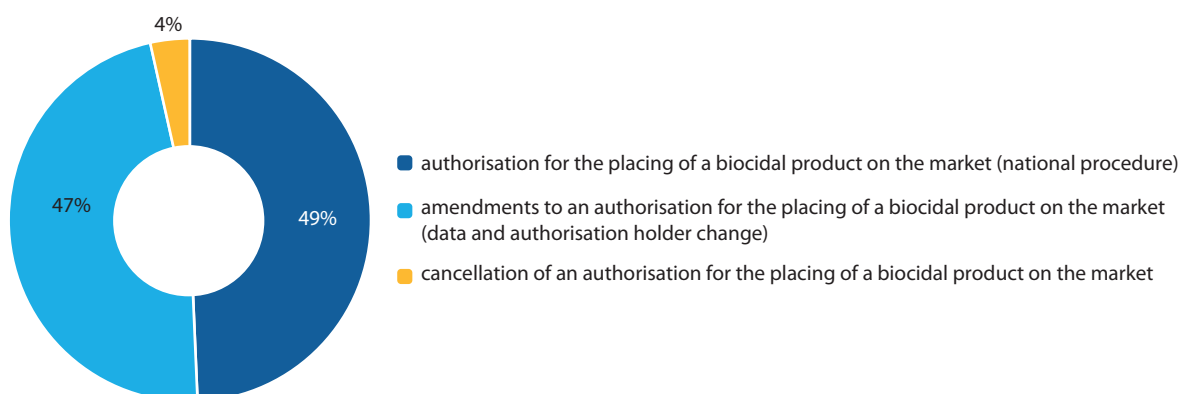 4%
47%
49%
authorisation for the placing of a biocidal product on the market (national procedure)
amendments to an authorisation for the placing of a biocidal product on the market
(data and authorisation holder change)
cancellation of an authorisation for the placing of a biocidal product on the market